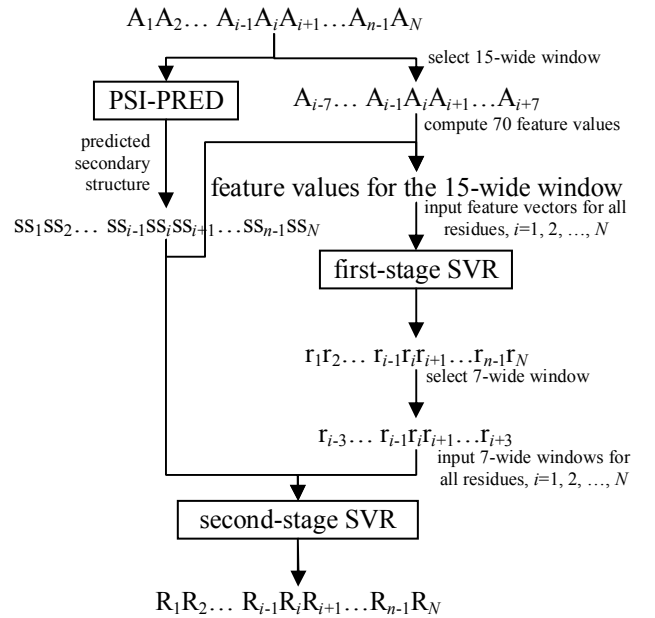 A1A2… Ai-1AiAi+1…An-1AN
select 15-wide window
PSI-PRED
Ai-7… Ai-1AiAi+1…Ai+7
compute 70 feature values
predicted
secondary
structure
feature values for the 15-wide window
input feature vectors for all
residues, i=1, 2, …, N
ss1ss2… ssi-1ssissi+1…ssn-1ssN
first-stage SVR
r1r2… ri-1riri+1…rn-1rN
select 7-wide window
ri-3… ri-1riri+1…ri+3
input 7-wide windows for
all residues, i=1, 2, …, N
second-stage SVR
R1R2… Ri-1RiRi+1…Rn-1RN